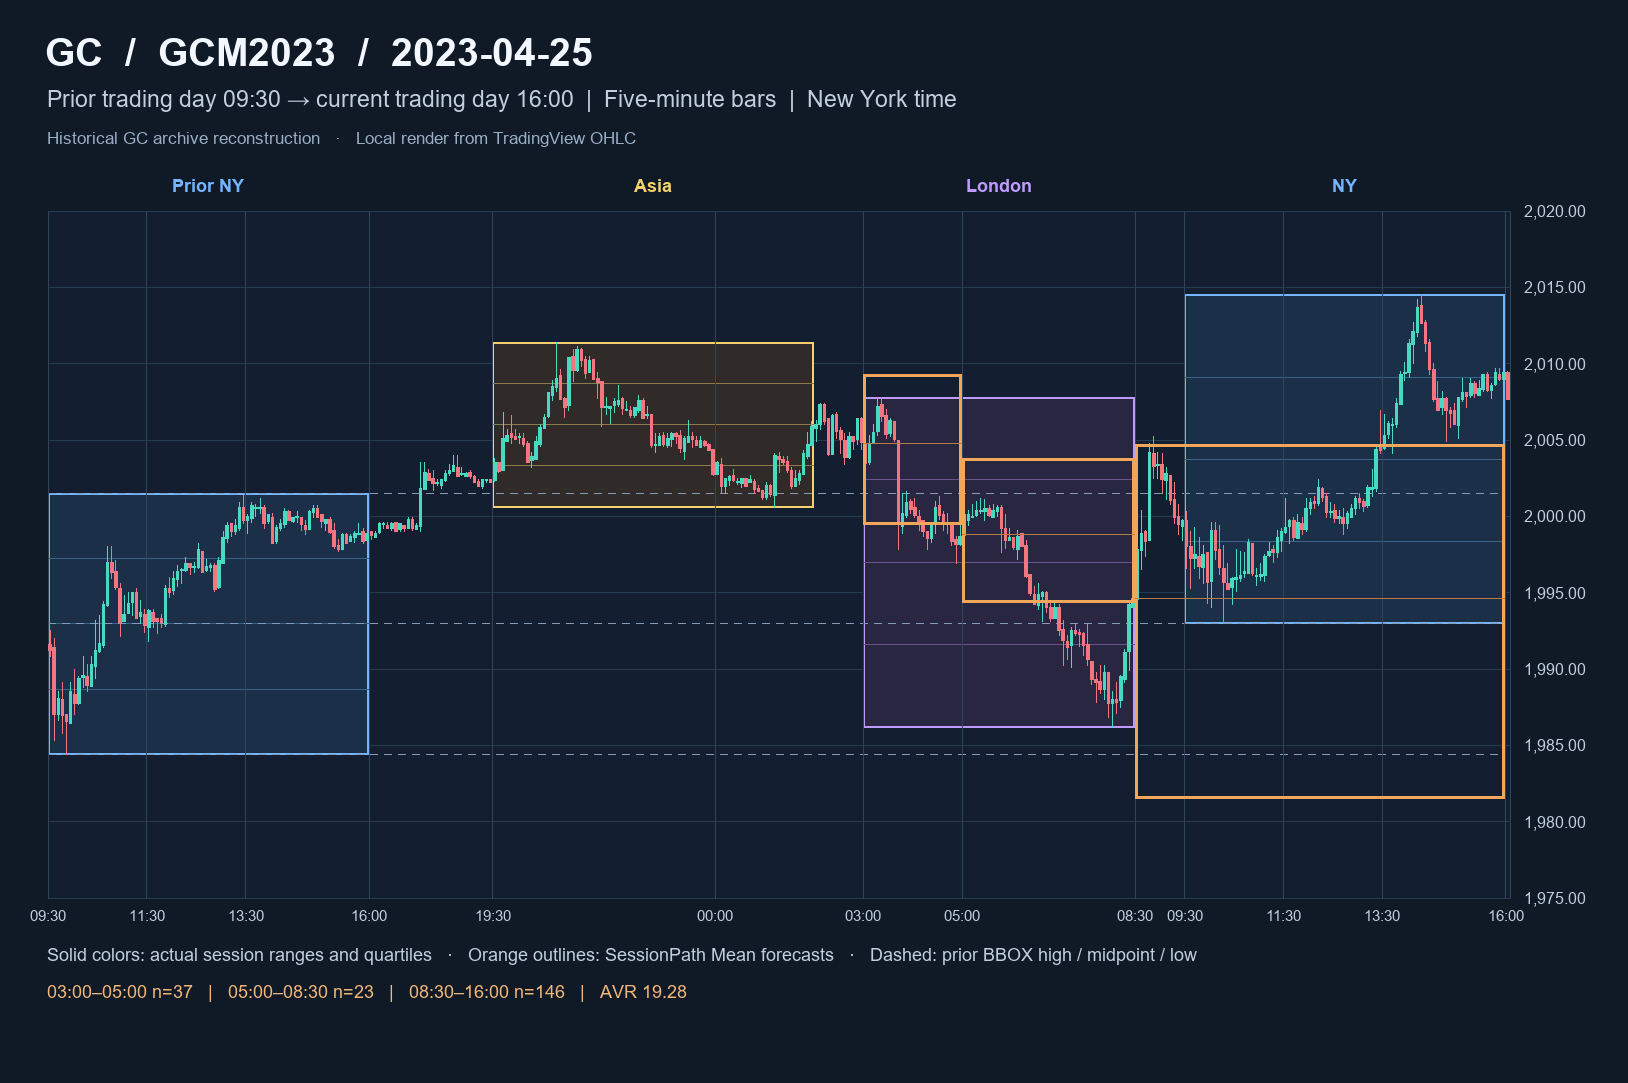 GC / GCM2023 / 2023-04-25
Prior trading day 09:30 → current trading day 16:00 | Five-minute bars | New York time
Historical GC archive reconstruction · Local render from TradingView OHLC
Prior NY Asia London NY
2,020.00
2,015.00
2,010.00
2,005.00
2,000.00
1,995.00
1,990.00
1,985.00
1,980.00
1,975.00
09:30 11:30 13:30 16:00 19:30 00:00 03:00 05:00 08:30 09:30 11:30 13:30 16:00
Solid colors: actual session ranges and quartiles · Orange outlines: SessionPath Mean forecasts · Dashed: prior BBOX high / midpoint / low
03:00–05:00 n=37 | 05:00–08:30 n=23 | 08:30–16:00 n=146 | AVR 19.28